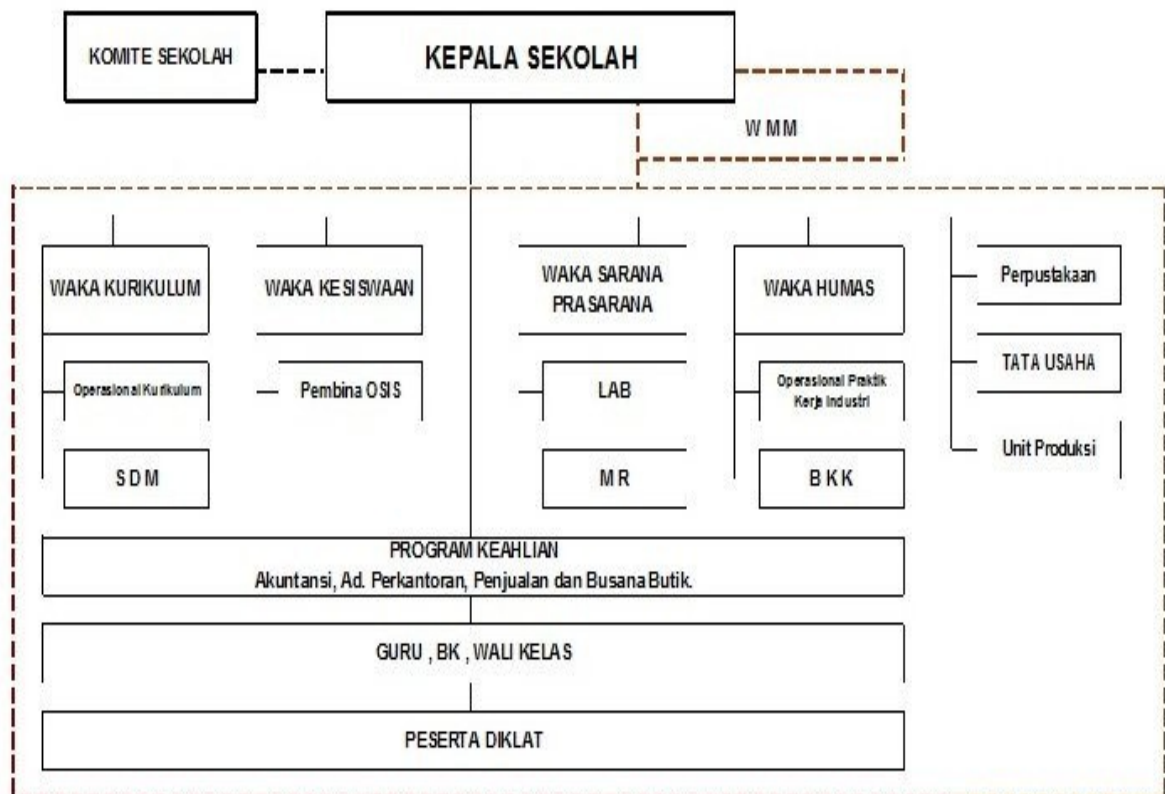 KOMITE SEKOLAH
KEPALA SEKOLAH
W MM
WAKA KURIKULUM
WAKA KESISWAAN
WAKA SARANA
PRASARANA
WAKA HUMAS
Perpustakaan
Operasional Kurikulum
Pembina OSIS
LAB
Operasional Praktik
Kerja Industri
TATA USAHA
S D M
M R
B K K
Unit Produksi
PROGRAM KEAHLIAN
Akuntansi, Ad. Perkantoran, Penjualan dan Busana Butik.
GURU , BK , WALI KELAS
PESERTA DIKLAT